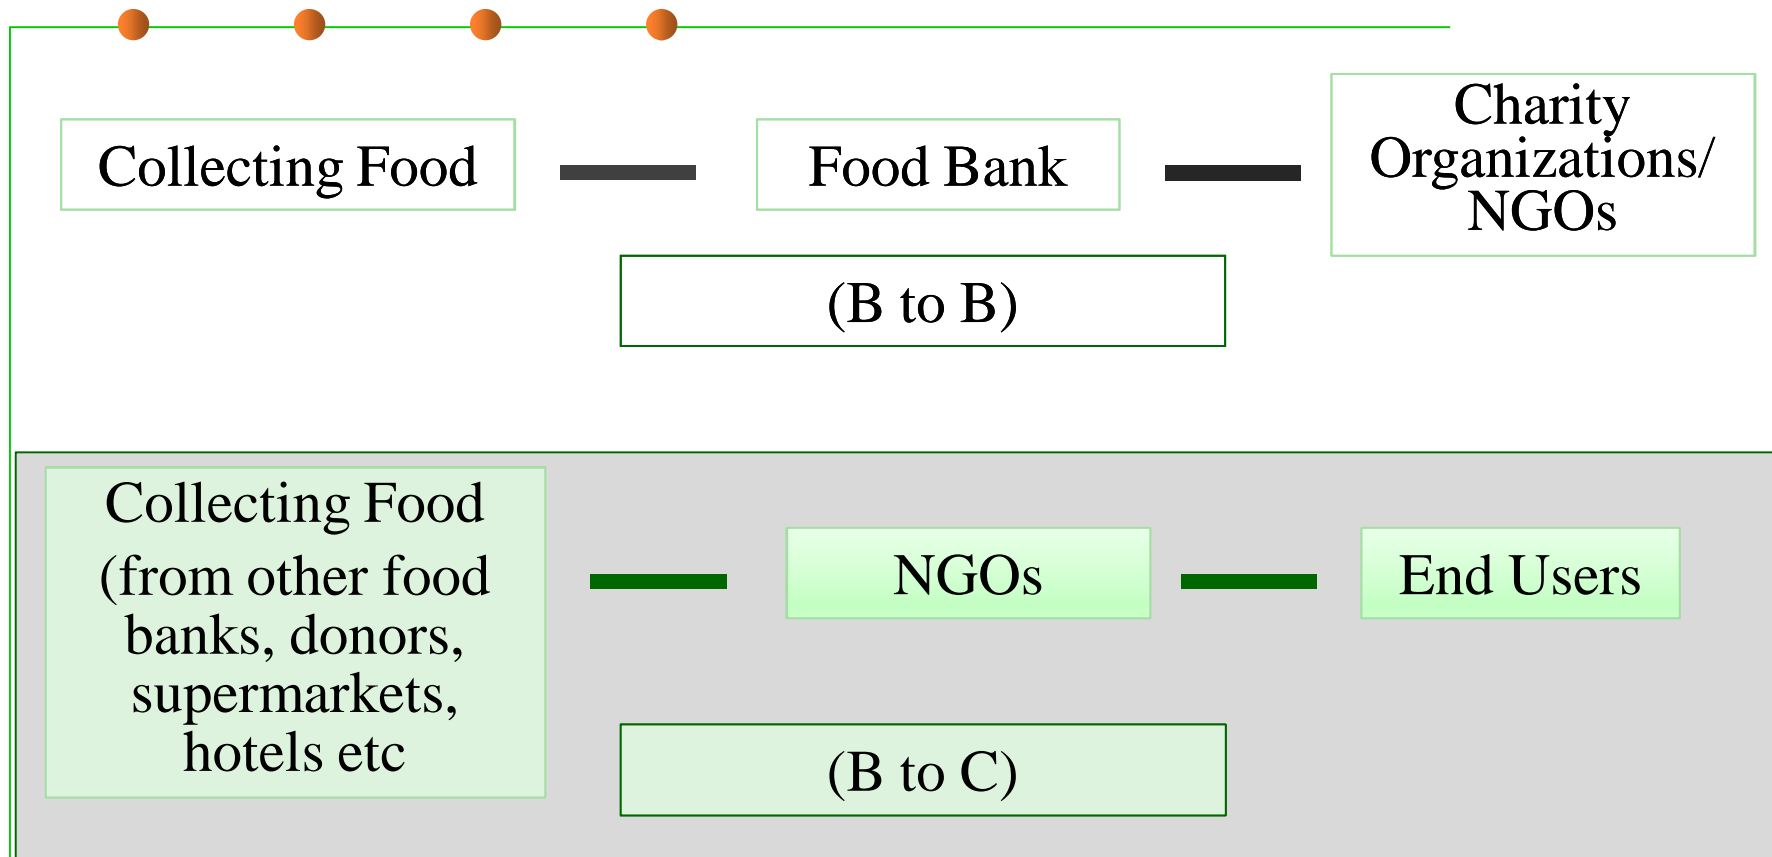 Collecting Food
Food Bank
Charity
Organizations/
NGOs
(B to B)
Collecting Food
(from other food
banks, donors,
supermarkets,
hotels etc
NGOs
End Users
(B to C)